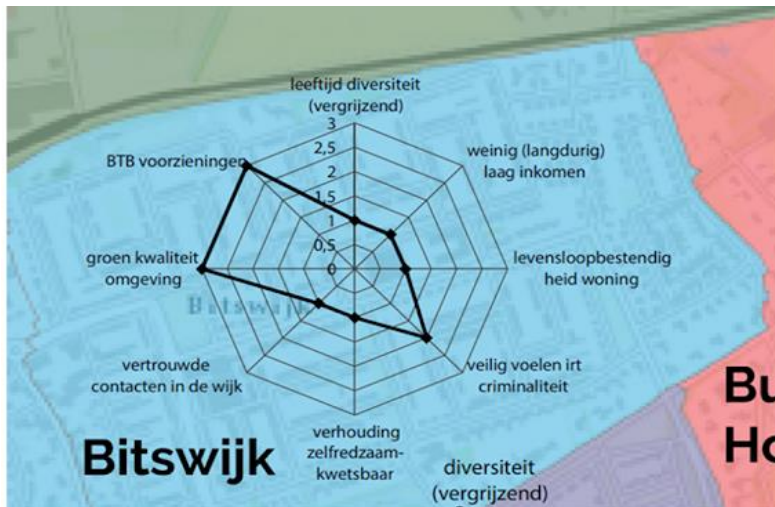 leeftijd diversiteit
(vergrijzend)
3
2,5
2
1,5
1
0,5
0
weinig (langdurig)
laag inkomen
levensloopbestendig
heid woning
veilig voelen irt
criminaliteit
verhouding
zelfredzaam-
kwetsbaar
vertrouwde
contacten in de wijk
groen kwaliteit
omgeving
BTB voorzieningen
Bitswijk
Bitswijk
diversiteit
(vergrijzend)
Bu
Ho